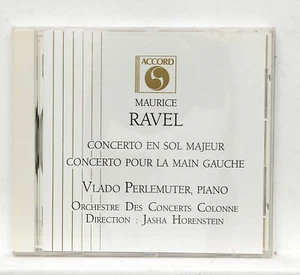 ACCORD
MAURICE
RAVEL
CONCERTO EN SOL MAJEUR
CONCERTO POUR LA MAIN GAUCHE
VLADO PERLEMUTER, PIANO
ORCHESTRE DES CONCERTS COLONNE
DIRECTION : JASHA HORENSTEIN